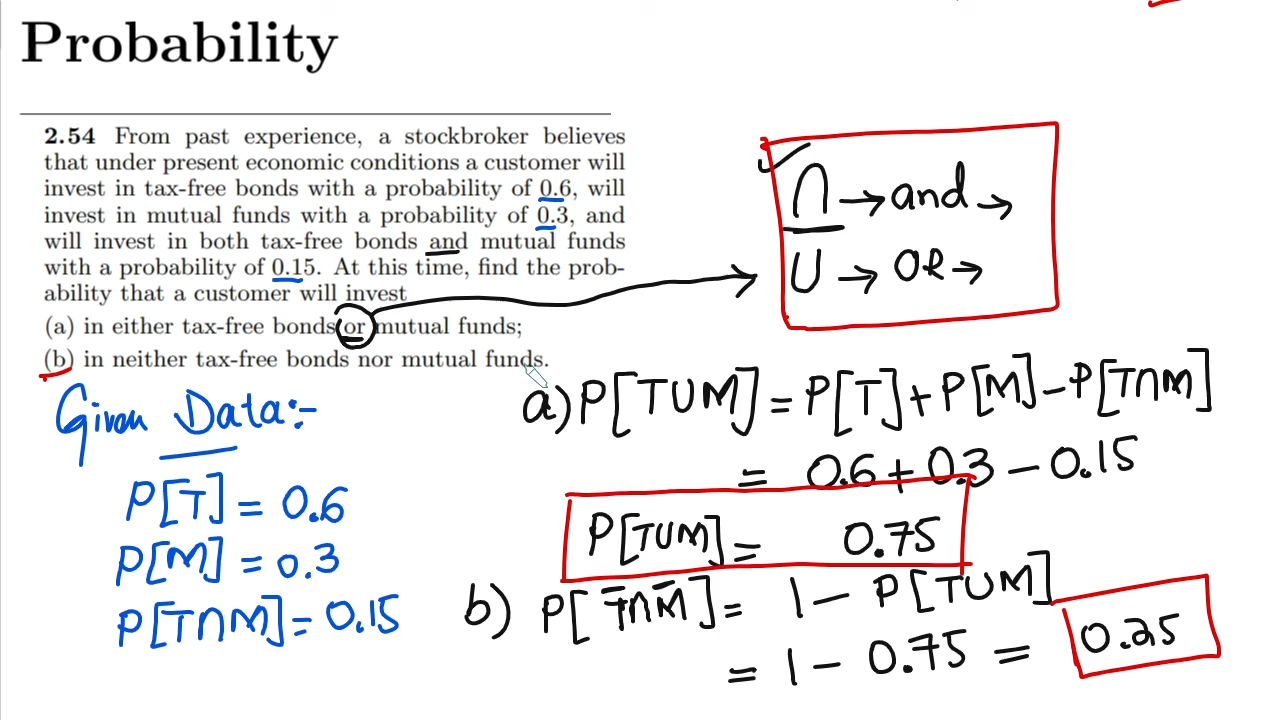 Probability
2.54 From past experience, a stockbroker believes
that under present economic conditions a customer will
invest in tax-free bonds with a probability of 0.6, will
invest in mutual funds with a probability of 0.3, and
will invest in both tax-free bonds and mutual funds
with a probability of 0.15. At this time, find the prob-
ability that a customer will invest
(a) in either tax-free bonds or mutual funds;
(b) in neither tax-free bonds nor mutual funds.
∩ → and →
∪ → OR →
Given Data:-
P[T] = 0.6
P[M] = 0.3
P[T∩M] = 0.15
a) P[T∪M] = P[T] + P[M] - P[T∩M]
= 0.6 + 0.3 - 0.15
P[T∪M] = 0.75
b) P[T̅∩M̅] = 1 - P[T∪M]
= 1 - 0.75 = 0.25